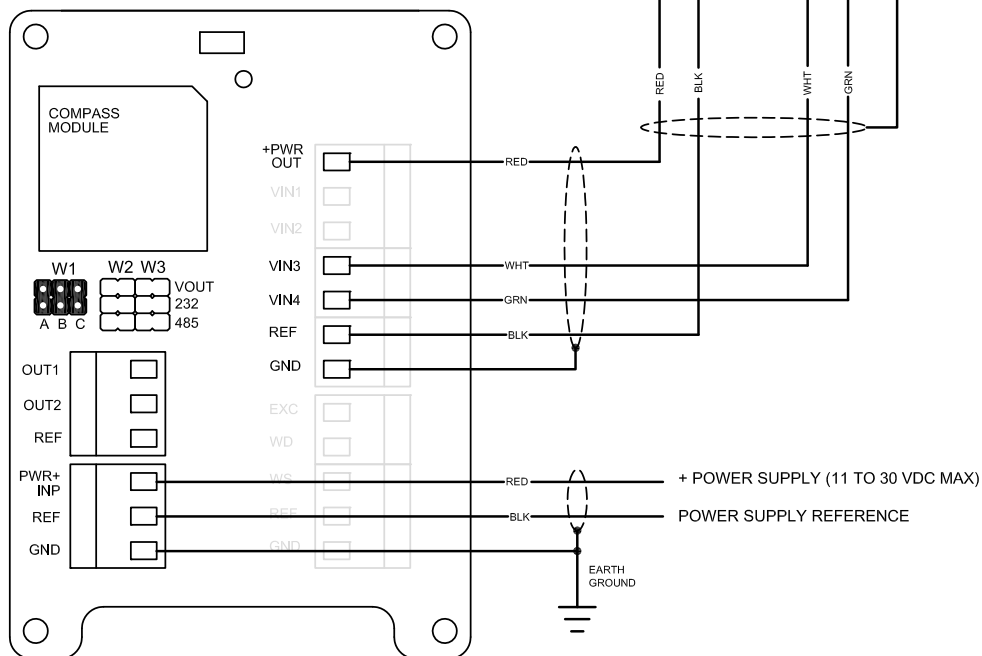 RED
BLK
WHT
GRN
COMPASS
MODULE
+PWR
OUT
RED
VIN1
VIN2
VIN3
WHT
VIN4
GRN
REF
BLK
GND
W1
W2 W3
VOUT
232
485
A B C
OUT1
OUT2
REF
EXC
WD
PWR+
INP
WS
RED
+ POWER SUPPLY (11 TO 30 VDC MAX)
REF
REF
BLK
POWER SUPPLY REFERENCE
GND
GND
EARTH
GROUND